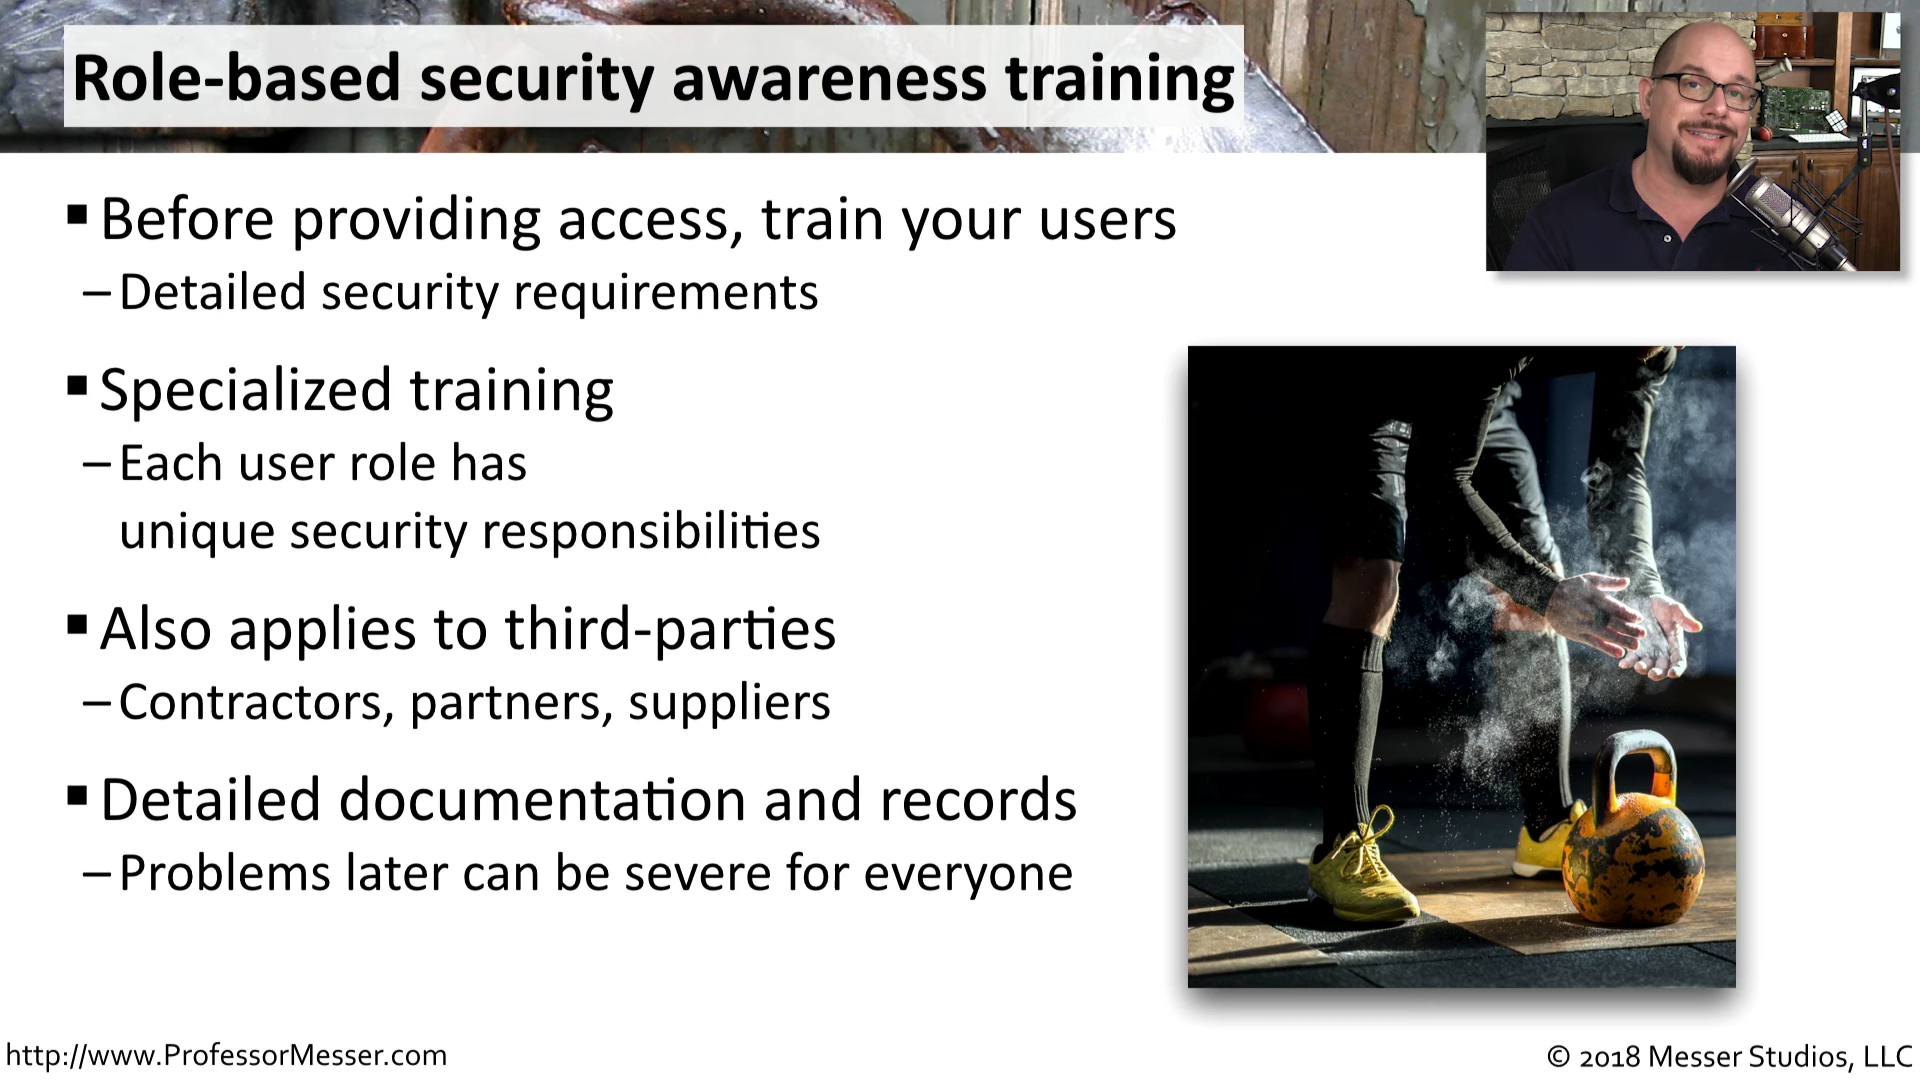 Role-based security awareness training
▪ Before providing access, train your users
– Detailed security requirements
▪ Specialized training
– Each user role has
unique security responsibilities
▪ Also applies to third-parties
– Contractors, partners, suppliers
▪ Detailed documentation and records
– Problems later can be severe for everyone
http://www.ProfessorMesser.com
© 2018 Messer Studios, LLC